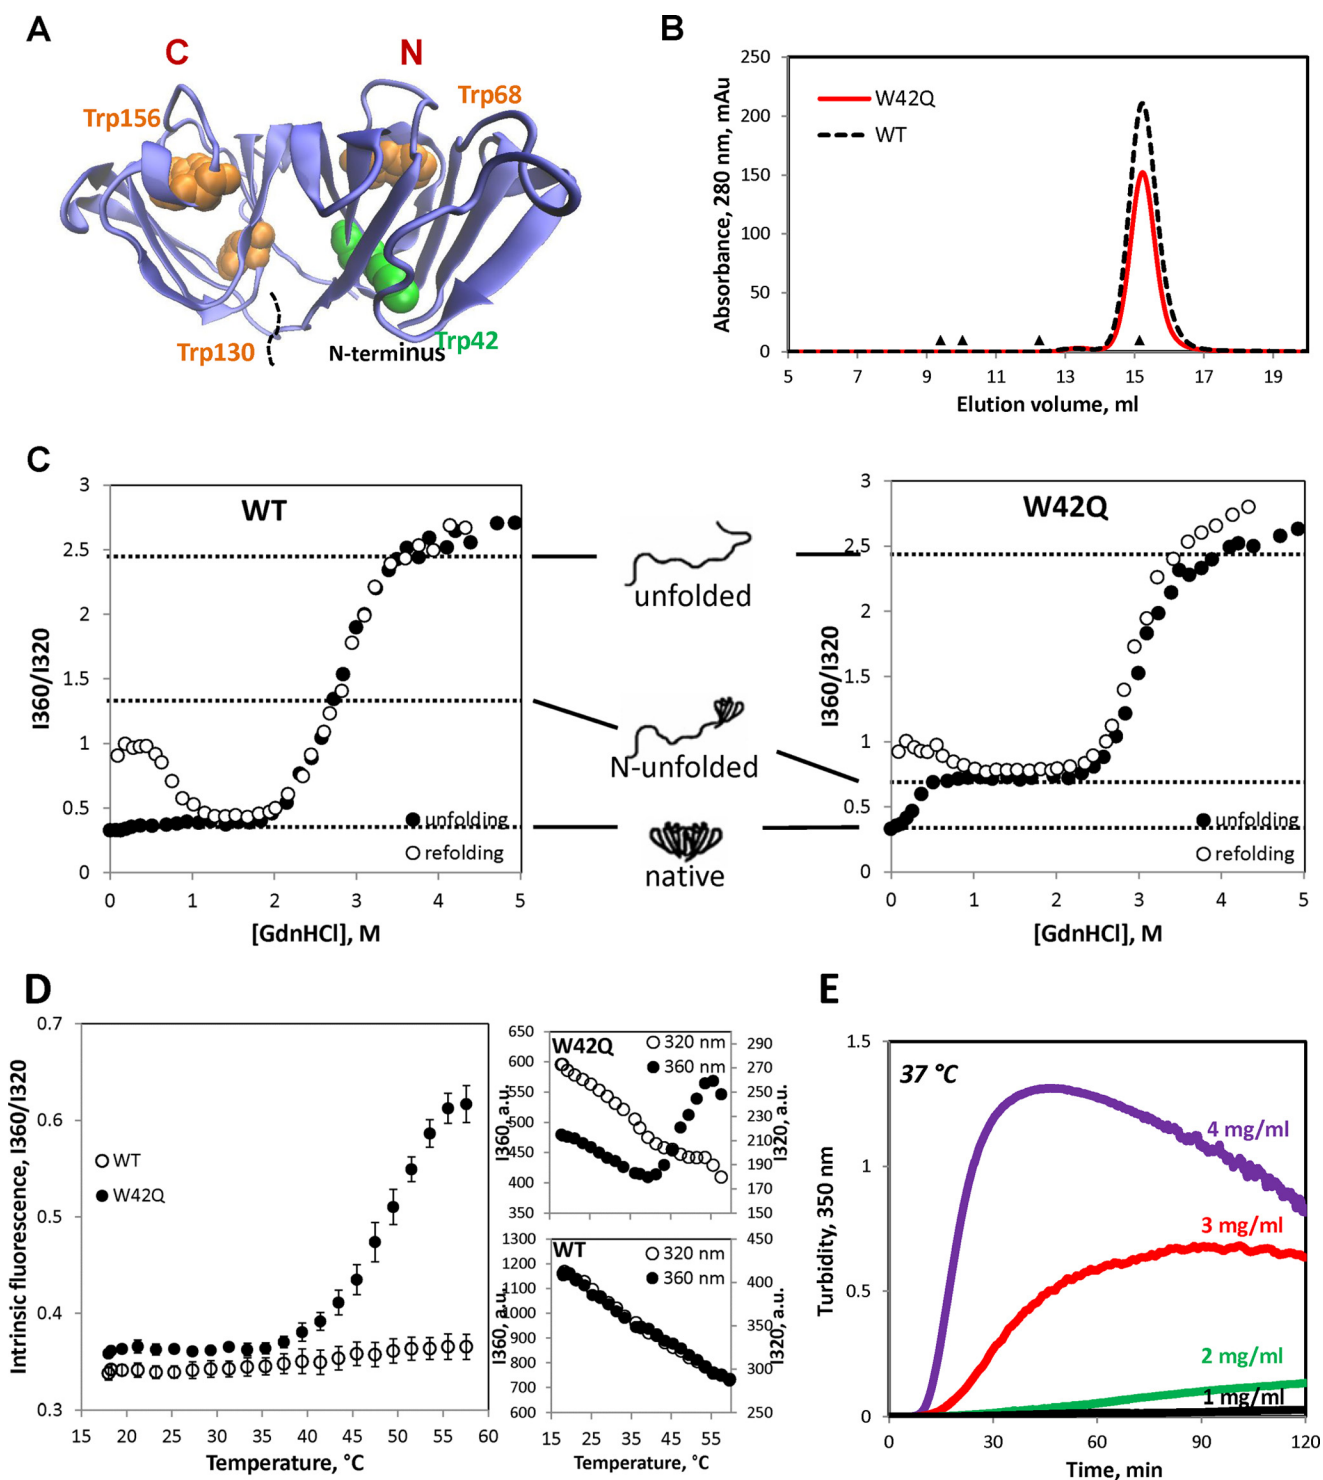 A
C
N
Trp156
Trp68
Trp130
N-terminus
Trp42
B
Absorbance, 280 nm, mAu
250
200
150
100
50
0
W42Q
WT
5 7 9 11 13 15 17 19
Elution volume, ml
C
WT
I360/I320
3
2.5
2
1.5
1
0.5
0
unfolding
refolding
0 1 2 3 4 5
[GdnHCl], M
unfolded
N-unfolded
native
W42Q
I360/I320
3
2.5
2
1.5
1
0.5
0
unfolding
refolding
0 1 2 3 4 5
[GdnHCl], M
D
Intrinsic fluorescence, I360/I320
0.7
0.6
0.5
0.4
0.3
WT
W42Q
15 20 25 30 35 40 45 50 55 60
Temperature, °C
W42Q
320 nm
360 nm
I360, a.u.
650
600
550
500
450
400
350
I320, a.u.
290
270
250
230
210
190
170
150
15 25 35 45 55
WT
320 nm
360 nm
I360, a.u.
1300
1200
1100
1000
900
800
700
600
I320, a.u.
450
400
350
300
250
15 25 35 45 55
Temperature, °C
E
37 °C
Turbidity, 350 nm
1.5
1
0.5
0
4 mg/ml
3 mg/ml
2 mg/ml
1 mg/ml
0 30 60 90 120
Time, min